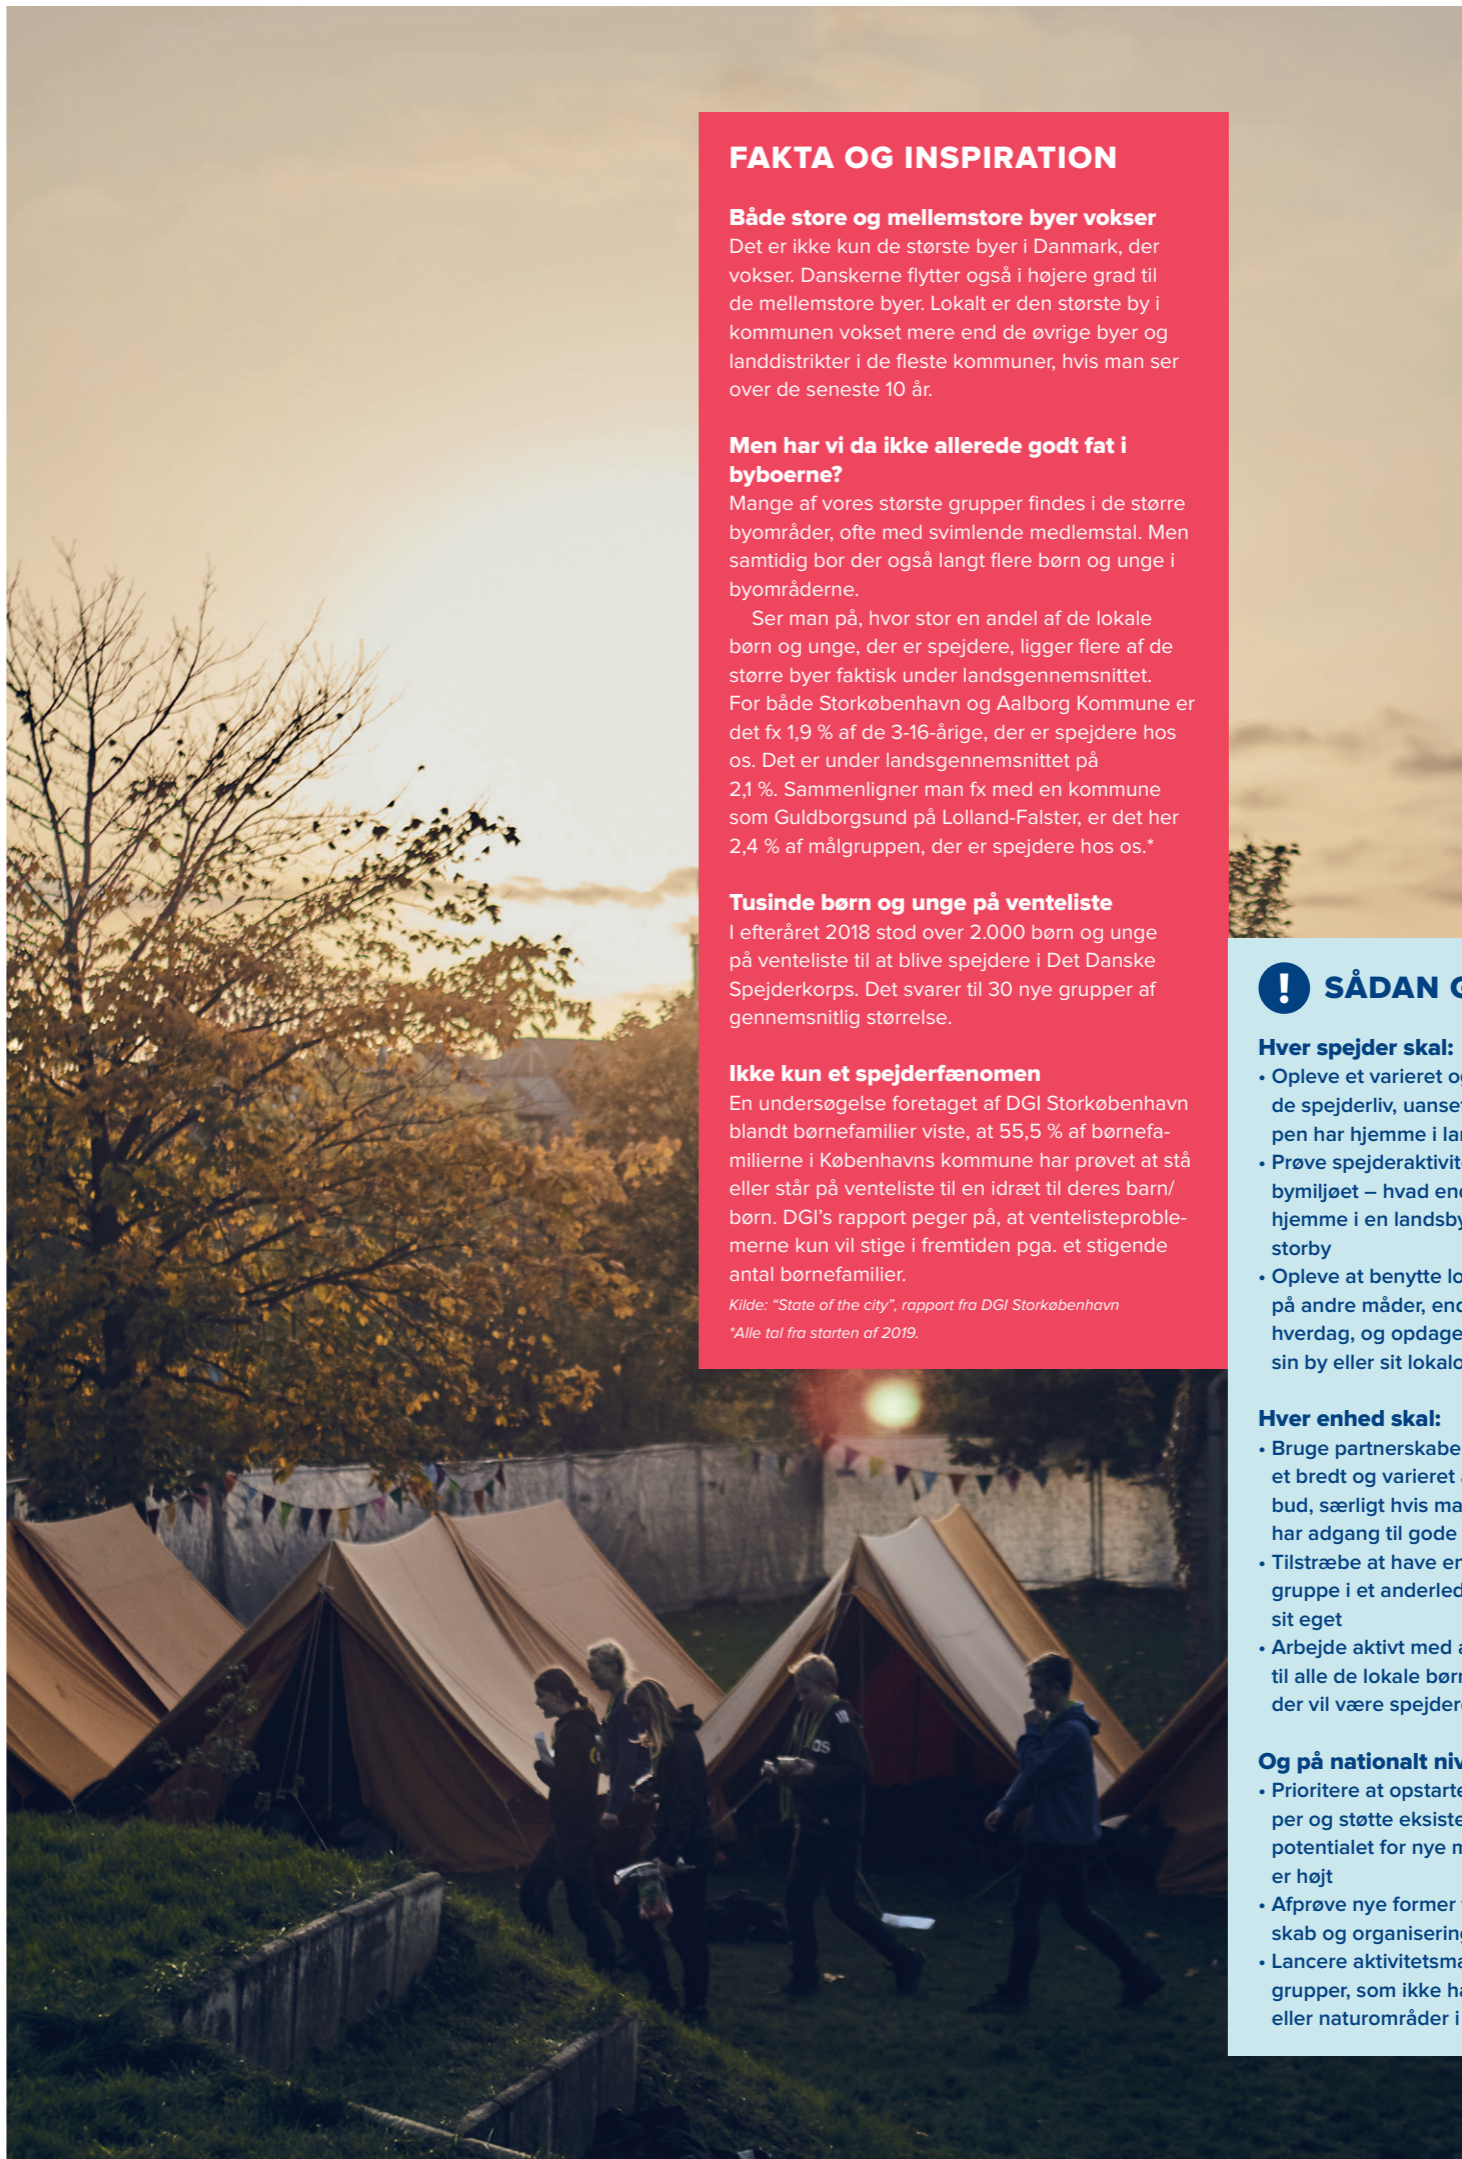 FAKTA OG INSPIRATION
Både store og mellemstore byer vokser
Det er ikke kun de største byer i Danmark, der
vokser. Danskerne flytter også i højere grad til
de mellemstore byer. Lokalt er den største by i
kommunen vokset mere end de øvrige byer og
landdistrikter i de fleste kommuner, hvis man ser
over de seneste 10 år.
Men har vi da ikke allerede godt fat i
byboerne?
Mange af vores største grupper findes i de større
byområder, ofte med svimlende medlemstal. Men
samtidig bor der også langt flere børn og unge i
byområderne.
Ser man på, hvor stor en andel af de lokale
børn og unge, der er spejdere, ligger flere af de
større byer faktisk under landsgennemsnittet.
For både Storkøbenhavn og Aalborg Kommune er
det fx 1,9 % af de 3-16-årige, der er spejdere hos
os. Det er under landsgennemsnittet på
2,1 %. Sammenligner man fx med en kommune
som Guldborgsund på Lolland-Falster, er det her
2,4 % af målgruppen, der er spejdere hos os.*
Tusinde børn og unge på venteliste
I efteråret 2018 stod over 2.000 børn og unge
på venteliste til at blive spejdere i Det Danske
Spejderkorps. Det svarer til 30 nye grupper af
gennemsnitlig størrelse.
Ikke kun et spejderfænomen
En undersøgelse foretaget af DGI Storkøbenhavn
blandt børnefamilier viste, at 55,5 % af børnefa-
milierne i Københavns kommune har prøvet at stå
eller står på venteliste til en idræt til deres barn/
børn. DGI's rapport peger på, at ventelisteproble-
merne kun vil stige i fremtiden pga. et stigende
antal børnefamilier.
Kilde: "State of the city", rapport fra DGI Storkøbenhavn
*Alle tal fra starten af 2019.
! SÅDAN
Hver spejder skal:
• Opleve et varieret
de spejderliv,
pen har hjemme i
• Prøve
bymiljøet – hvad
hjemme i en
storby
• Opleve at benytte
på andre måder,
hverdag, og
sin by eller sit
Hver enhed skal:
• Bruge
et bredt og varieret
bud, særligt hvis
har adgang til gode
• Tilstræbe at have
gruppe i et
sit eget
• Arbejde aktivt med
til alle de lokale
der vil være
Og på nationalt
• Prioritere at
per og støtte
potentialet for nye
er højt
• Afprøve nye former
skab og
• Lancere
grupper, som ikke
eller naturområder i